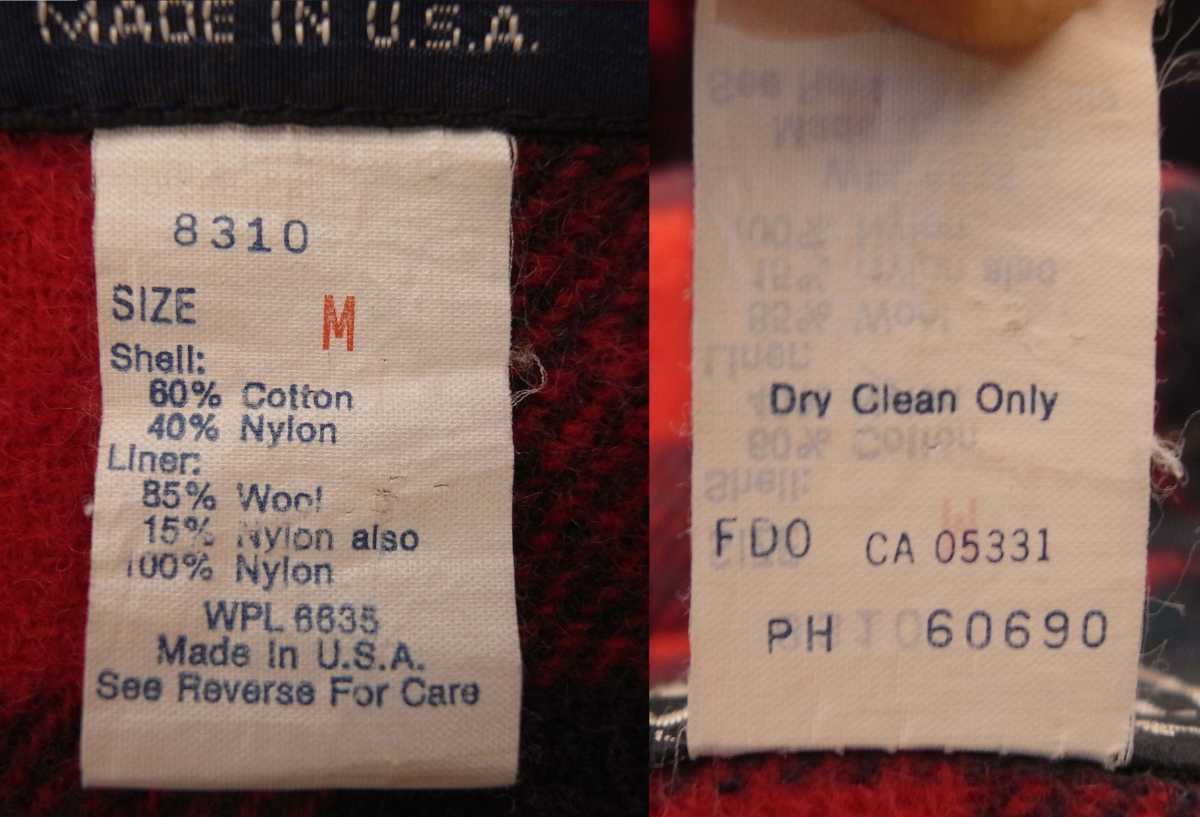 MADE IN U.S.A.
8310
SIZE M
Shell:
60% Cotton
40% Nylon
Liner:
85% Wool
15% Nylon also
100% Nylon
WPL 6635
Made In U.S.A.
See Reverse For Care
Dry Clean Only
FDO CA 05331
PH 60690